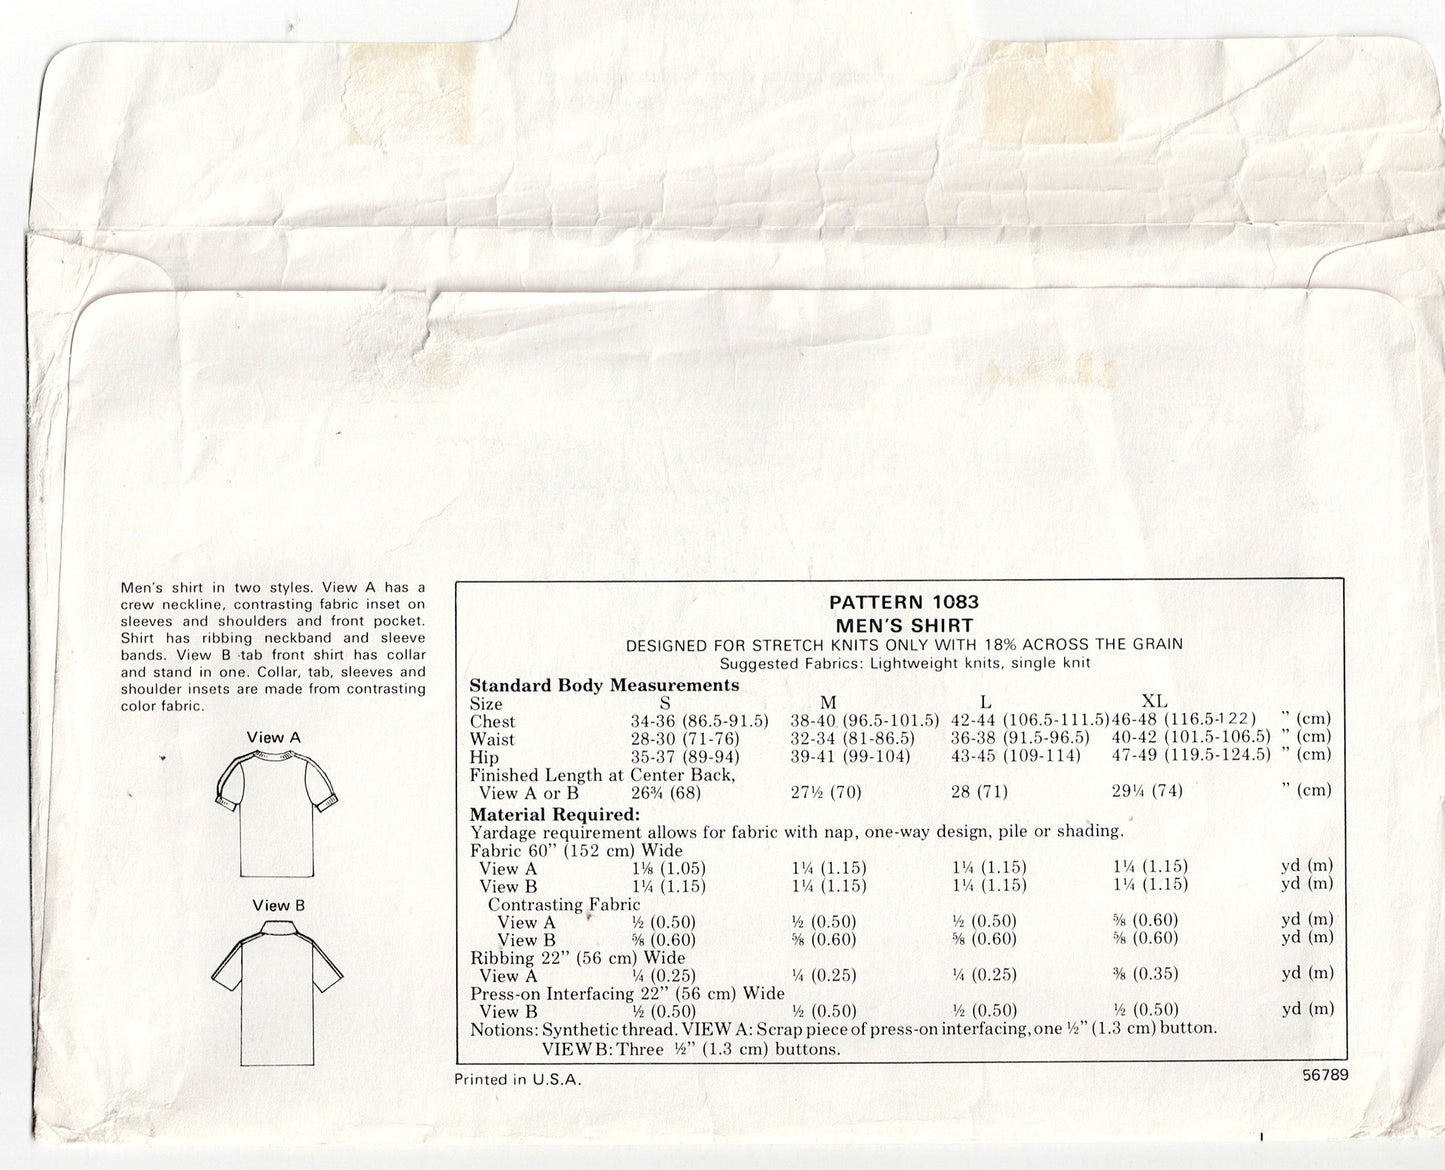 Men's shirt in two styles. View A has a
crew neckline, contrasting fabric inset on
sleeves and shoulders and front pocket.
Shirt has ribbing neckband and sleeve
bands. View B tab front shirt has collar
and stand in one. Collar, tab, sleeves and
shoulder insets are made from contrasting
color fabric.
View A
View B
PATTERN 1083
MEN'S SHIRT
DESIGNED FOR STRETCH KNITS ONLY WITH 18% ACROSS THE GRAIN
Suggested Fabrics: Lightweight knits, single knit
Standard Body Measurements
Size S M L XL
Chest 34-36 (86.5-91.5) 38-40 (96.5-101.5) 42-44 (106.5-111.5) 46-48 (116.5-122) ” (cm)
Waist 28-30 (71-76) 32-34 (81-86.5) 36-38 (91.5-96.5) 40-42 (101.5-106.5) ” (cm)
Hip 35-37 (89-94) 39-41 (99-104) 43-45 (109-114) 47-49 (119.5-124.5) ” (cm)
Finished Length at Center Back,
View A or B 26¾ (68) 27½ (70) 28 (71) 29¼ (74) ” (cm)
Material Required:
Yardage requirement allows for fabric with nap, one-way design, pile or shading.
Fabric 60” (152 cm) Wide
View A 1⅛ (1.05) 1¼ (1.15) 1¼ (1.15) 1¼ (1.15) yd (m)
View B 1¼ (1.15) 1¼ (1.15) 1¼ (1.15) 1¼ (1.15) yd (m)
Contrasting Fabric
View A ½ (0.50) ½ (0.50) ½ (0.50) ⅝ (0.60) yd (m)
View B ⅝ (0.60) ⅝ (0.60) ⅝ (0.60) ⅝ (0.60) yd (m)
Ribbing 22” (56 cm) Wide
View A ¼ (0.25) ¼ (0.25) ¼ (0.25) ⅜ (0.35) yd (m)
Press-on Interfacing 22” (56 cm) Wide
View B ½ (0.50) ½ (0.50) ½ (0.50) ½ (0.50) yd (m)
Notions: Synthetic thread. VIEW A: Scrap piece of press-on interfacing, one ½” (1.3 cm) button.
VIEW B: Three ½” (1.3 cm) buttons.
Printed in U.S.A.
56789